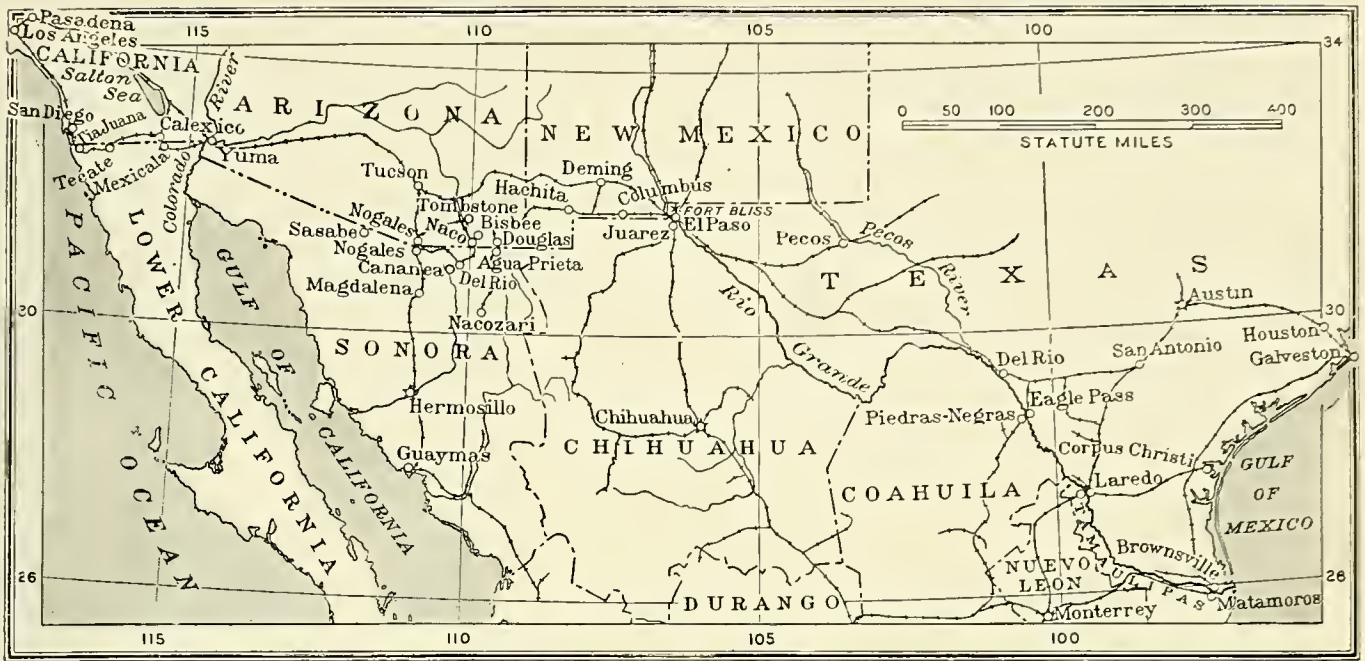 Pasadena
Los Angeles
115
110
105
100
34
CALIFORNIA
Salton
Sea
River
ARIZONA
NEW MEXICO
0 50 100 200 300 400
STATUTE MILES
San Diego
TiaJuana
Calexico
Tecate
Mexicala
Colorado
Yuma
Tucson
Deming
Hachita
Columbus
FORT BLISS
Tombstone
Bisbee
Nogales
Naco
Douglas
Juarez
El Paso
Sasabe
Nogales
Pecos
Pecos
River
Cananea
Agua Prieta
Del Rio
Magdalena
TEXAS
Rio
Grande
Austin
30
30
Nacozari
Houston
Galveston
SONORA
Del Rio
San Antonio
PACIFIC
OCEAN
LOWER
CALIFORNIA
GULF
OF
CALIFORNIA
Hermosillo
Chihuahua
Piedras-Negras
Eagle Pass
CHIHUAHUA
Guaymas
Corpus Christi
GULF
OF
MEXICO
COAHUILA
Laredo
TAMAULIPAS
Brownsville
26
26
NUEVO
LEON
DURANGO
Monterrey
Matamoros
115
110
105
100